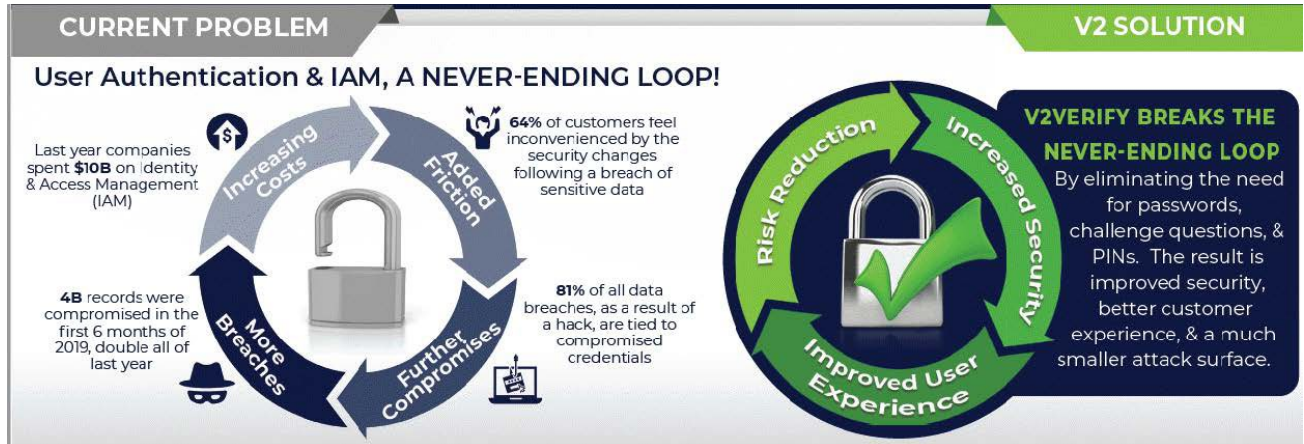 CURRENT PROBLEM
V2 SOLUTION
User Authentication & IAM, A NEVER-ENDING LOOP!
Last year companies
spent $10B on Identity
& Access Management
(IAM)
$
Increasing
Costs
Added
Friction
64% of customers feel
inconvenienced by the
security changes
following a breach of
sensitive data
4B records were
compromised in the
first 6 months of
2019, double all of
last year
More
Breaches
Further
Compromises
81% of all data
breaches, as a result of
a hack, are tied to
compromised
credentials
Risk Reduction
Increased Security
Improved User
Experience
V2VERIFY BREAKS THE
NEVER-ENDING LOOP
By eliminating the need
for passwords,
challenge questions, &
PINs. The result is
improved security,
better customer
experience, & a much
smaller attack surface.